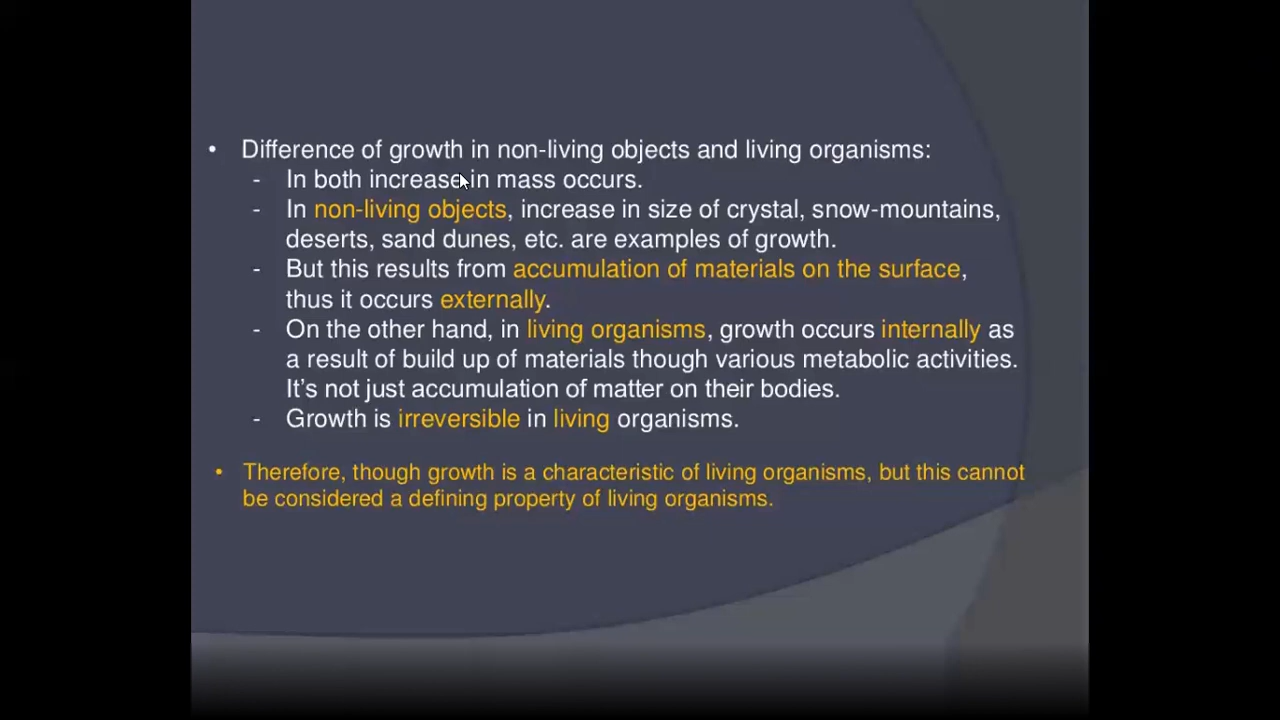 • Difference of growth in non-living objects and living organisms:
- In both increase in mass occurs.
- In non-living objects, increase in size of crystal, snow-mountains,
deserts, sand dunes, etc. are examples of growth.
- But this results from accumulation of materials on the surface,
thus it occurs externally.
- On the other hand, in living organisms, growth occurs internally as
a result of build up of materials though various metabolic activities.
It’s not just accumulation of matter on their bodies.
- Growth is irreversible in living organisms.
• Therefore, though growth is a characteristic of living organisms, but this cannot
be considered a defining property of living organisms.